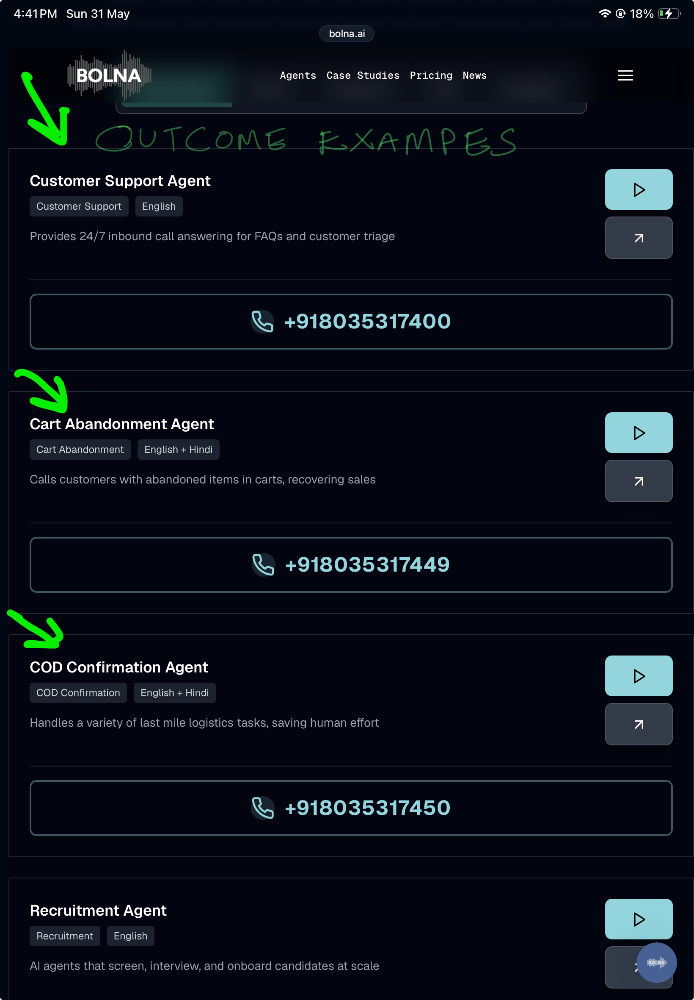 4:41 PM Sun 31 May 18%
bolna.ai
BOLNA Agents Case Studies Pricing News
OUTCOME EXAMPES
Customer Support Agent
Customer Support English
Provides 24/7 inbound call answering for FAQs and customer triage
+918035317400
Cart Abandonment Agent
Cart Abandonment English + Hindi
Calls customers with abandoned items in carts, recovering sales
+918035317449
COD Confirmation Agent
COD Confirmation English + Hindi
Handles a variety of last mile logistics tasks, saving human effort
+918035317450
Recruitment Agent
Recruitment English
AI agents that screen, interview, and onboard candidates at scale
BOLNA